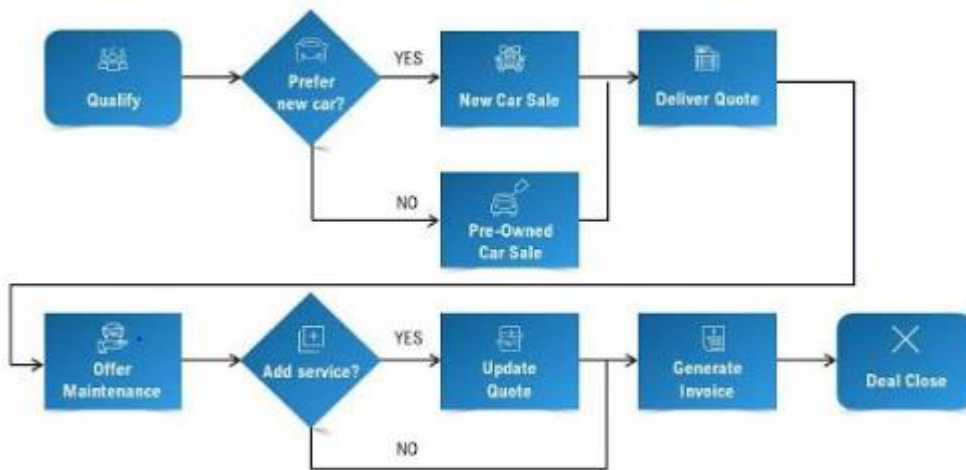 Qualify
Prefer
new car?
YES
New Car Sale
Deliver Quote
NO
Pre-Owned
Car Sale
Offer
Maintenance
Add service?
YES
Update
Quote
Generate
Invoice
Deal Close
NO